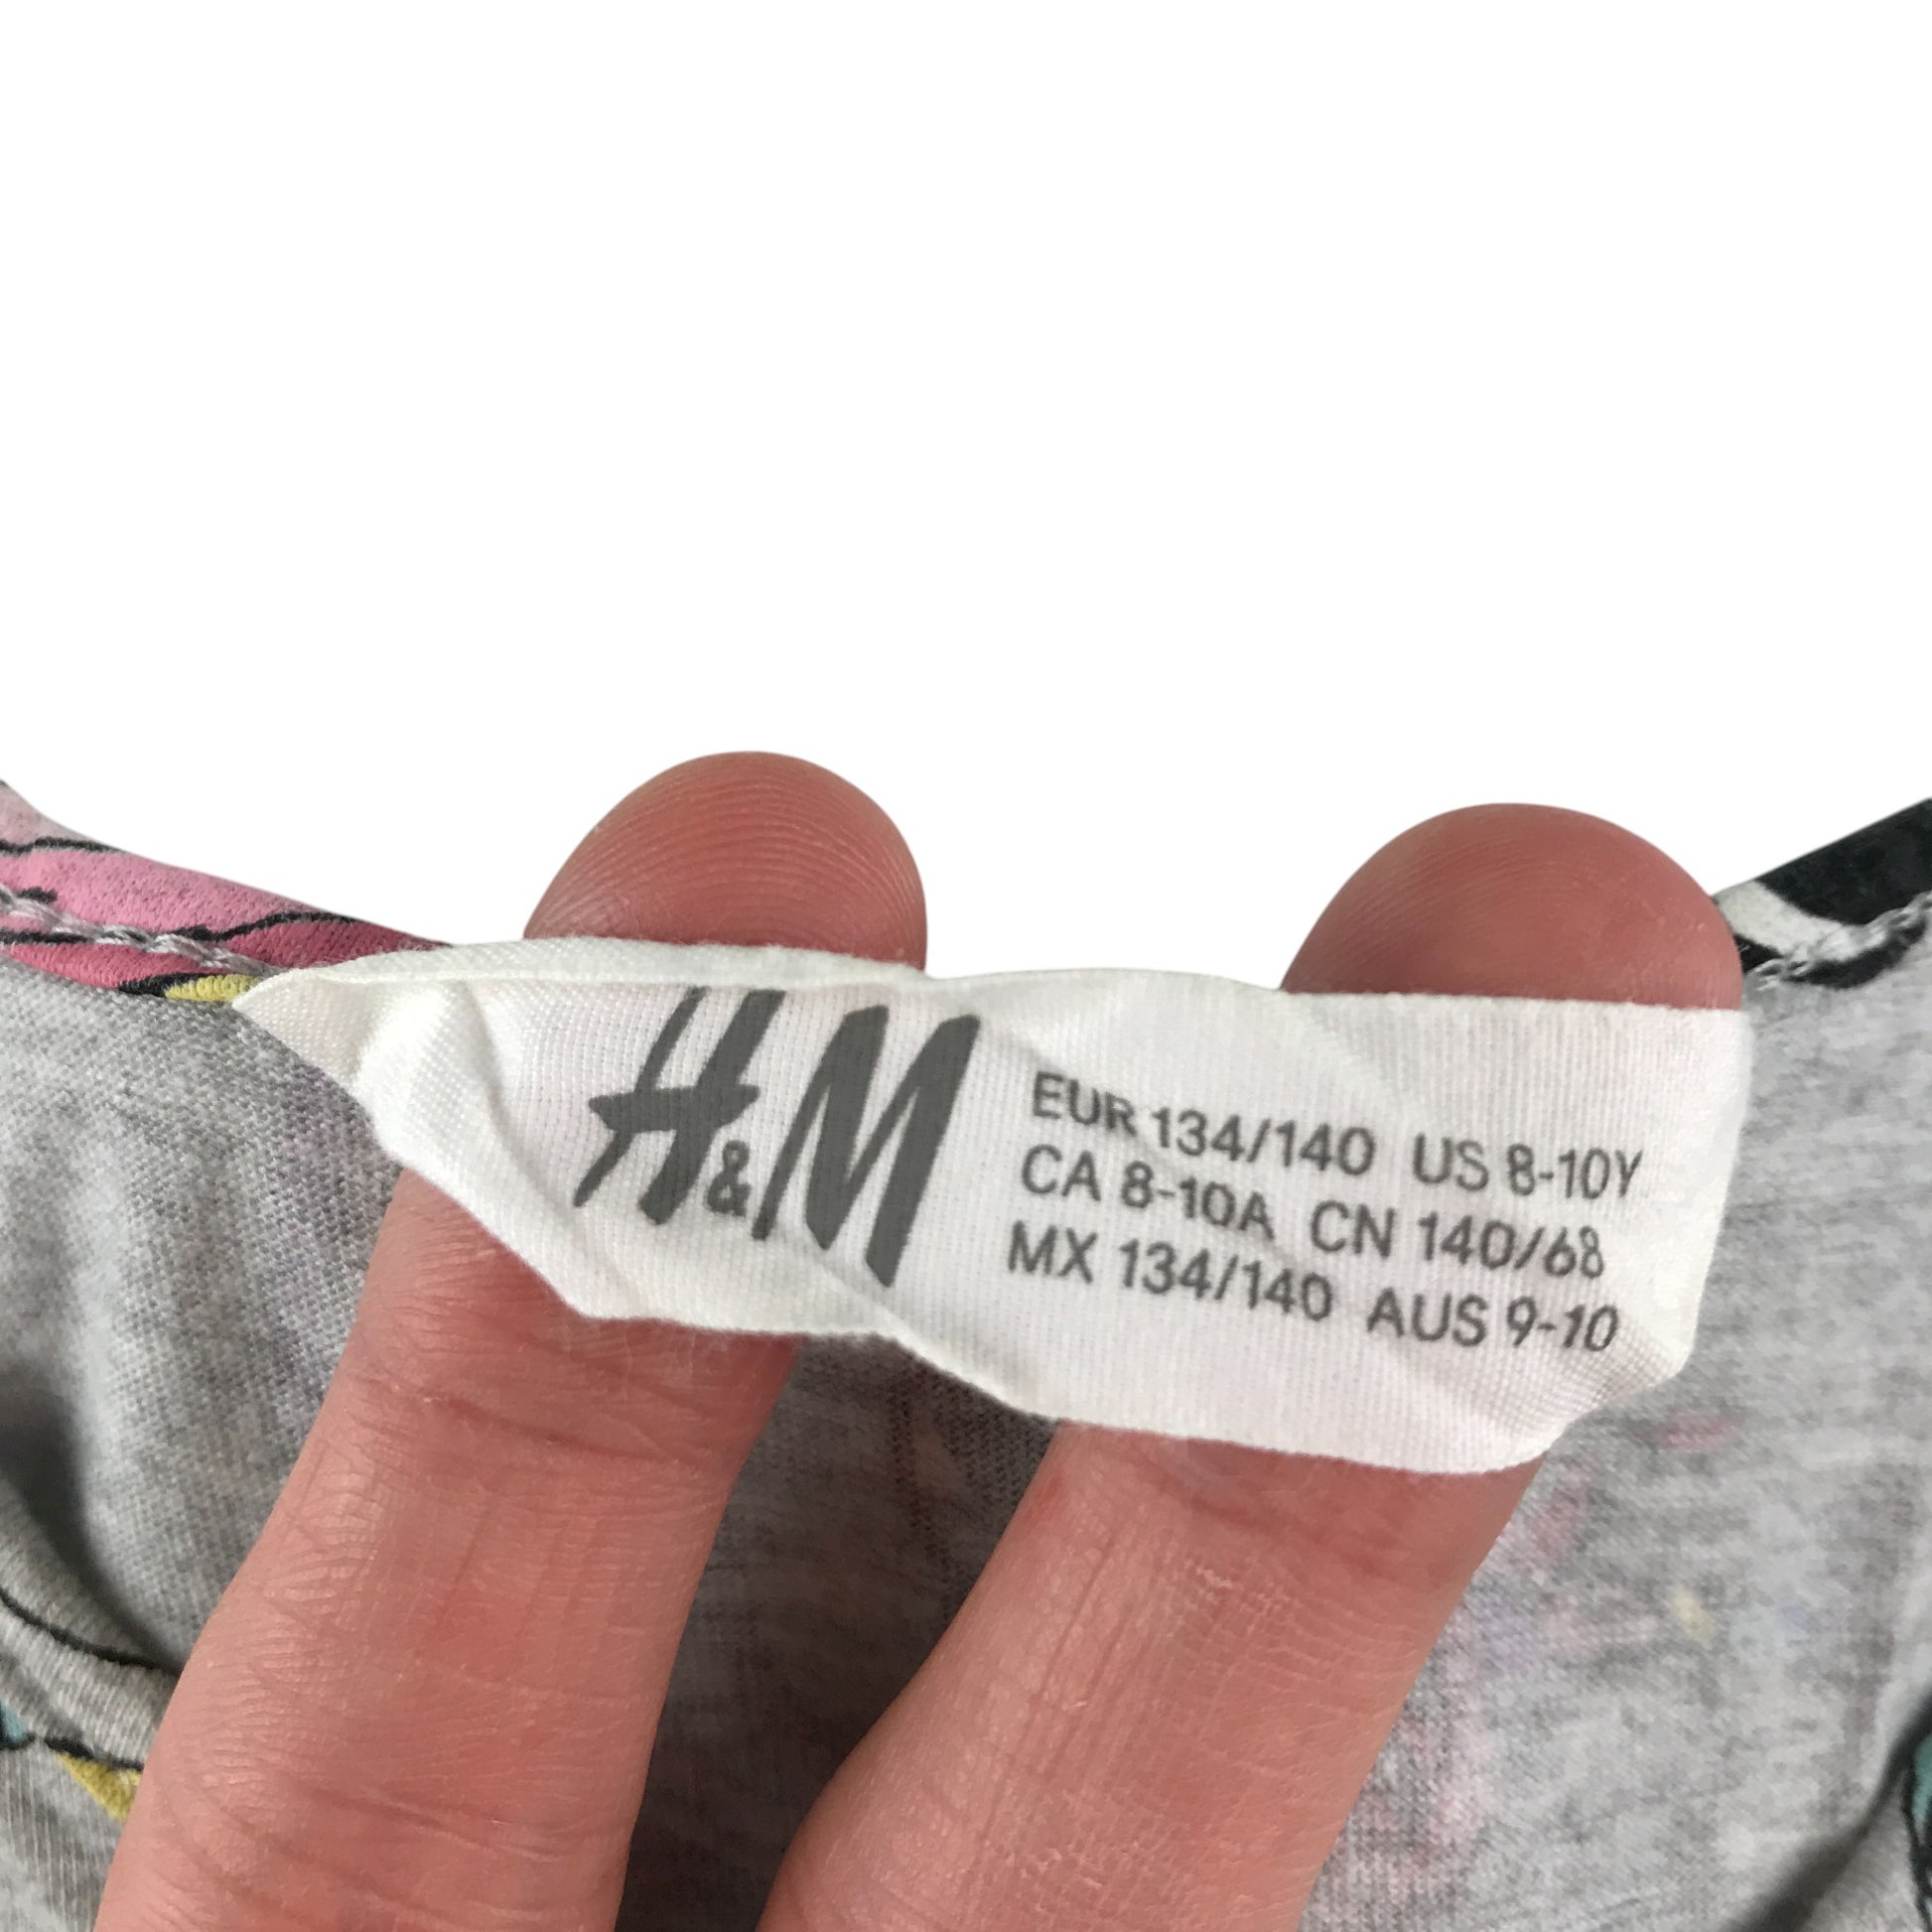 H&M
EUR 134/140 US 8-10Y
CA 8-10A CN 140/68
MX 134/140 AUS 9-10